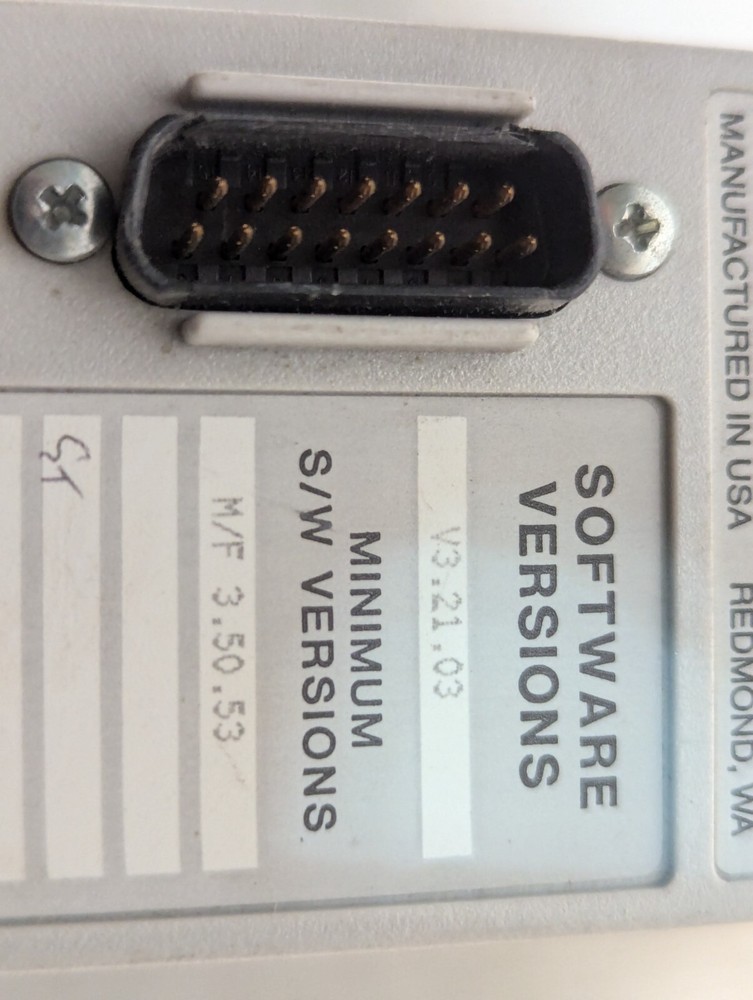 MANUFACTURED IN USA REDMOND, WA
SOFTWARE
VERSIONS
V3.21.03
MINIMUM
S/W VERSIONS
M/F 3.50.53